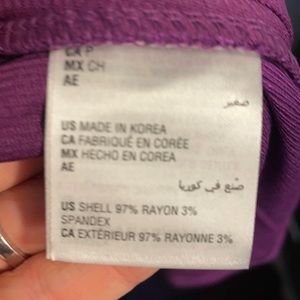 CA P
MX CH
AE
صغير
US MADE IN KOREA
CA FABRIQUÉ EN CORÉE
MX HECHO EN COREA
AE
صُنع في كوريا
US SHELL 97% RAYON 3%
SPANDEX
CA EXTÉRIEUR 97% RAYONNE 3%